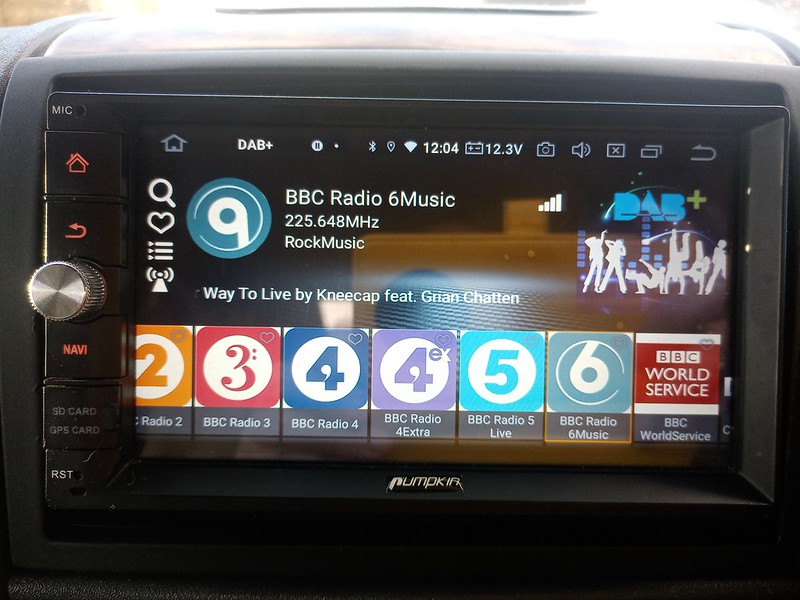 MIC
DAB+
12:04
12.3V
BBC Radio 6Music
225.648MHz
RockMusic
DAB+
Way To Live by Kneecap feat. Grian Chatten
NAVI
2
3:
4
4ex
5
6
BBC
WORLD
SERVICE
C Radio 2
BBC Radio 3
BBC Radio 4
BBC Radio
4Extra
BBC Radio 5
Live
BBC Radio
6Music
BBC
WorldService
SD CARD
GPS CARD
RST
PUMPKIN